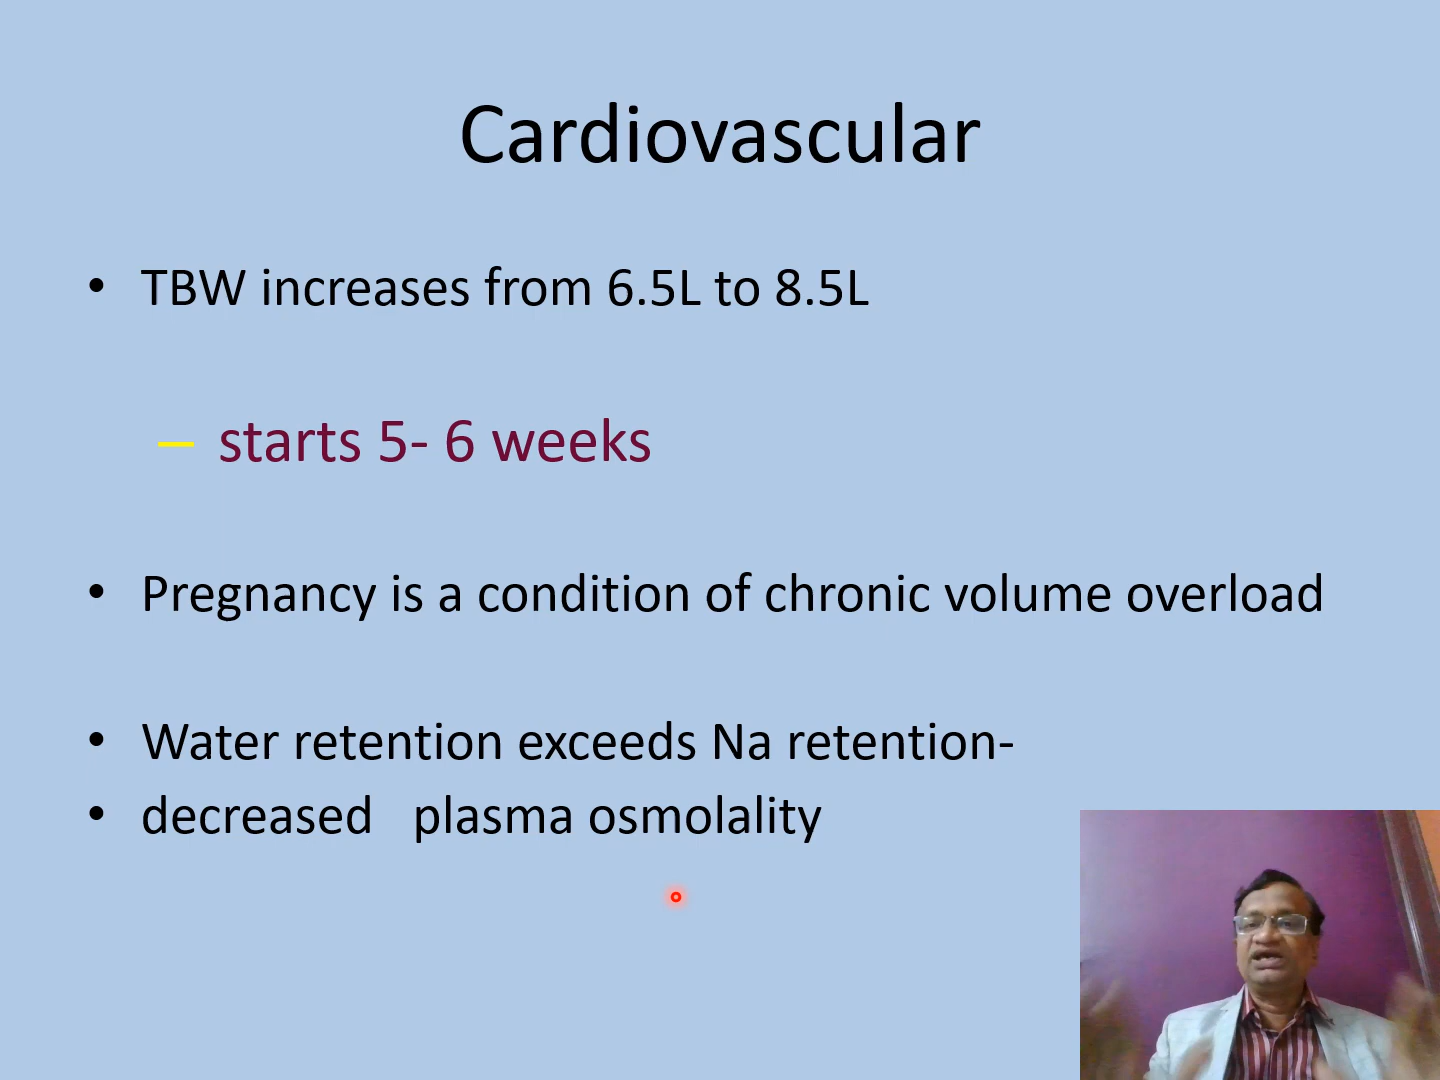 Cardiovascular
• TBW increases from 6.5L to 8.5L
– starts 5- 6 weeks
• Pregnancy is a condition of chronic volume overload
• Water retention exceeds Na retention-
• decreased   plasma osmolality